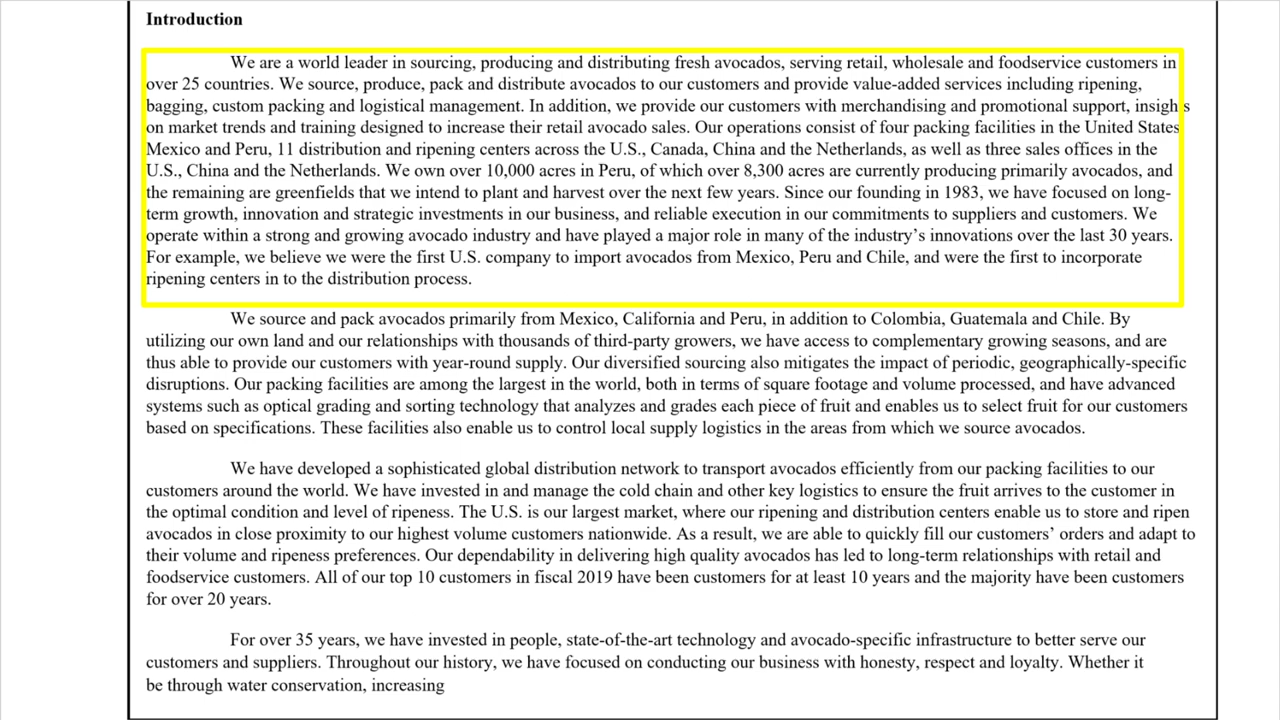 Introduction
We are a world leader in sourcing, producing and distributing fresh avocados, serving retail, wholesale and foodservice customers in
over 25 countries. We source, produce, pack and distribute avocados to our customers and provide value-added services including ripening,
bagging, custom packing and logistical management. In addition, we provide our customers with merchandising and promotional support, insights
on market trends and training designed to increase their retail avocado sales. Our operations consist of four packing facilities in the United States
Mexico and Peru, 11 distribution and ripening centers across the U.S., Canada, China and the Netherlands, as well as three sales offices in the
U.S., China and the Netherlands. We own over 10,000 acres in Peru, of which over 8,300 acres are currently producing primarily avocados, and
the remaining are greenfields that we intend to plant and harvest over the next few years. Since our founding in 1983, we have focused on long-
term growth, innovation and strategic investments in our business, and reliable execution in our commitments to suppliers and customers. We
operate within a strong and growing avocado industry and have played a major role in many of the industry’s innovations over the last 30 years.
For example, we believe we were the first U.S. company to import avocados from Mexico, Peru and Chile, and were the first to incorporate
ripening centers in to the distribution process.
We source and pack avocados primarily from Mexico, California and Peru, in addition to Colombia, Guatemala and Chile. By
utilizing our own land and our relationships with thousands of third-party growers, we have access to complementary growing seasons, and are
thus able to provide our customers with year-round supply. Our diversified sourcing also mitigates the impact of periodic, geographically-specific
disruptions. Our packing facilities are among the largest in the world, both in terms of square footage and volume processed, and have advanced
systems such as optical grading and sorting technology that analyzes and grades each piece of fruit and enables us to select fruit for our customers
based on specifications. These facilities also enable us to control local supply logistics in the areas from which we source avocados.
We have developed a sophisticated global distribution network to transport avocados efficiently from our packing facilities to our
customers around the world. We have invested in and manage the cold chain and other key logistics to ensure the fruit arrives to the customer in
the optimal condition and level of ripeness. The U.S. is our largest market, where our ripening and distribution centers enable us to store and ripen
avocados in close proximity to our highest volume customers nationwide. As a result, we are able to quickly fill our customers’ orders and adapt to
their volume and ripeness preferences. Our dependability in delivering high quality avocados has led to long-term relationships with retail and
foodservice customers. All of our top 10 customers in fiscal 2019 have been customers for at least 10 years and the majority have been customers
for over 20 years.
For over 35 years, we have invested in people, state-of-the-art technology and avocado-specific infrastructure to better serve our
customers and suppliers. Throughout our history, we have focused on conducting our business with honesty, respect and loyalty. Whether it
be through water conservation, increasing